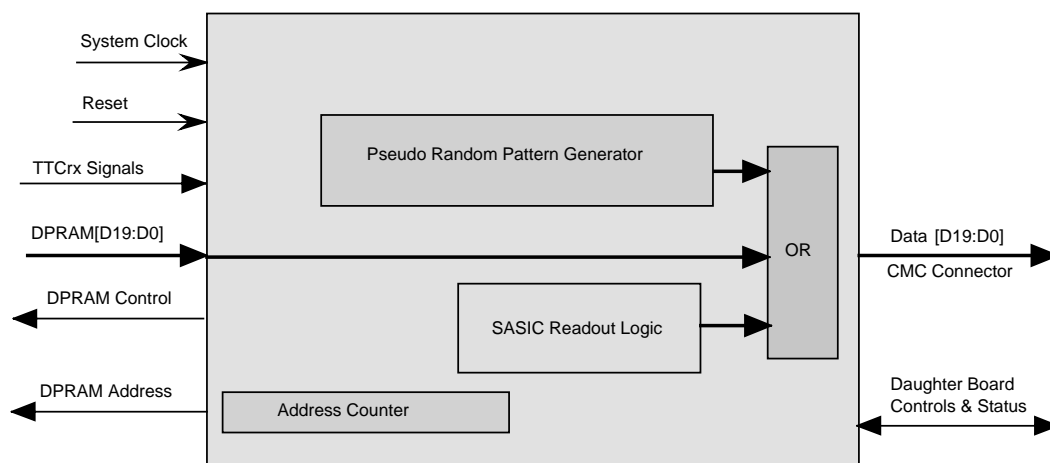 System Clock
Reset
TTCrx Signals
DPRAM[D19:D0]
DPRAM Control
DPRAM Address
Pseudo Random Pattern Generator
OR
SASIC Readout Logic
Address Counter
Data [D19:D0]
CMC Connector
Daughter Board
Controls & Status